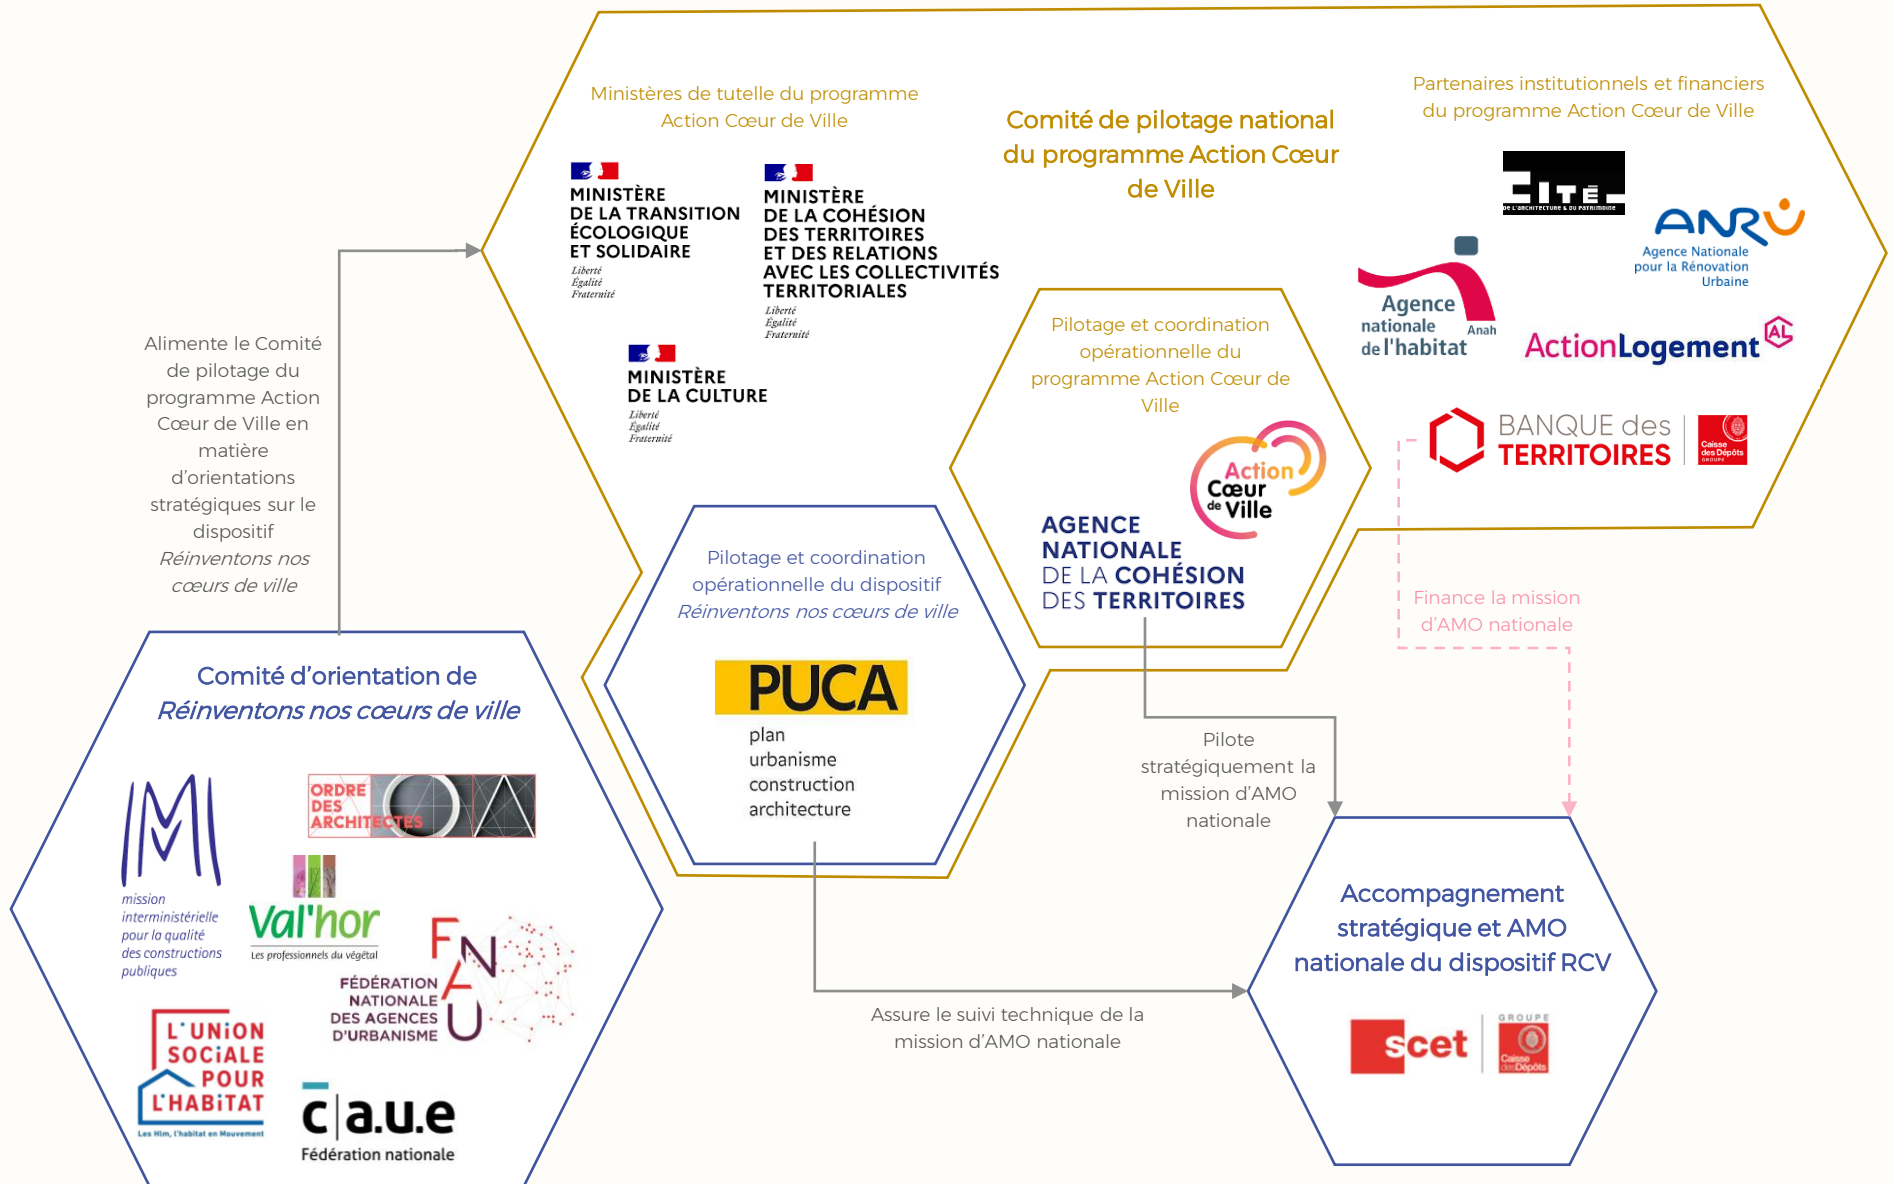 Ministères de tutelle du programme
Action Cœur de Ville
MINISTÈRE
DE LA TRANSITION
ÉCOLOGIQUE
ET SOLIDAIRE
Liberté
Égalité
Fraternité
MINISTÈRE
DE LA COHÉSION
DES TERRITOIRES
ET DES RELATIONS
AVEC LES COLLECTIVITÉS
TERRITORIALES
Liberté
Égalité
Fraternité
MINISTÈRE
DE LA CULTURE
Liberté
Égalité
Fraternité
Comité de pilotage national
du programme Action Cœur
de Ville
Partenaires institutionnels et financiers
du programme Action Cœur de Ville
CITÉ
DE L'ARCHITECTURE & DU PATRIMOINE
ANRU
Agence Nationale
pour la Rénovation
Urbaine
Agence
nationale
de l'habitat
Anah
ActionLogement
AL
BANQUE des
TERRITOIRES
Caisse
des Dépôts
GROUPE
Pilotage et coordination
opérationnelle du
programme Action Cœur de
Ville
Action
Cœur
de Ville
AGENCE
NATIONALE
DE LA COHÉSION
DES TERRITOIRES
Alimente le Comité
de pilotage du
programme Action
Cœur de Ville en
matière
d'orientations
stratégiques sur le
dispositif
Réinventons nos
cœurs de ville
Pilotage et coordination
opérationnelle du dispositif
Réinventons nos cœurs de ville
PUCA
plan
urbanisme
construction
architecture
Finance la mission
d'AMO nationale
Pilote
stratégiquement la
mission d'AMO
nationale
Comité d'orientation de
Réinventons nos cœurs de ville
mission
interministérielle
pour la qualité
des constructions
publiques
ORDRE
DES
ARCHITECTES
Val'hor
Les professionnels du végétal
FNAU
FÉDÉRATION
NATIONALE
DES AGENCES
D'URBANISME
L'UNiON
SOCiALE
POUR
L'HABiTAT
Les Hlm, l'habitat en Mouvement
c|a.u.e
Fédération nationale
Assure le suivi technique de la
mission d'AMO nationale
Accompagnement
stratégique et AMO
nationale du dispositif RCV
scet
GROUPE
Caisse
des Dépôts